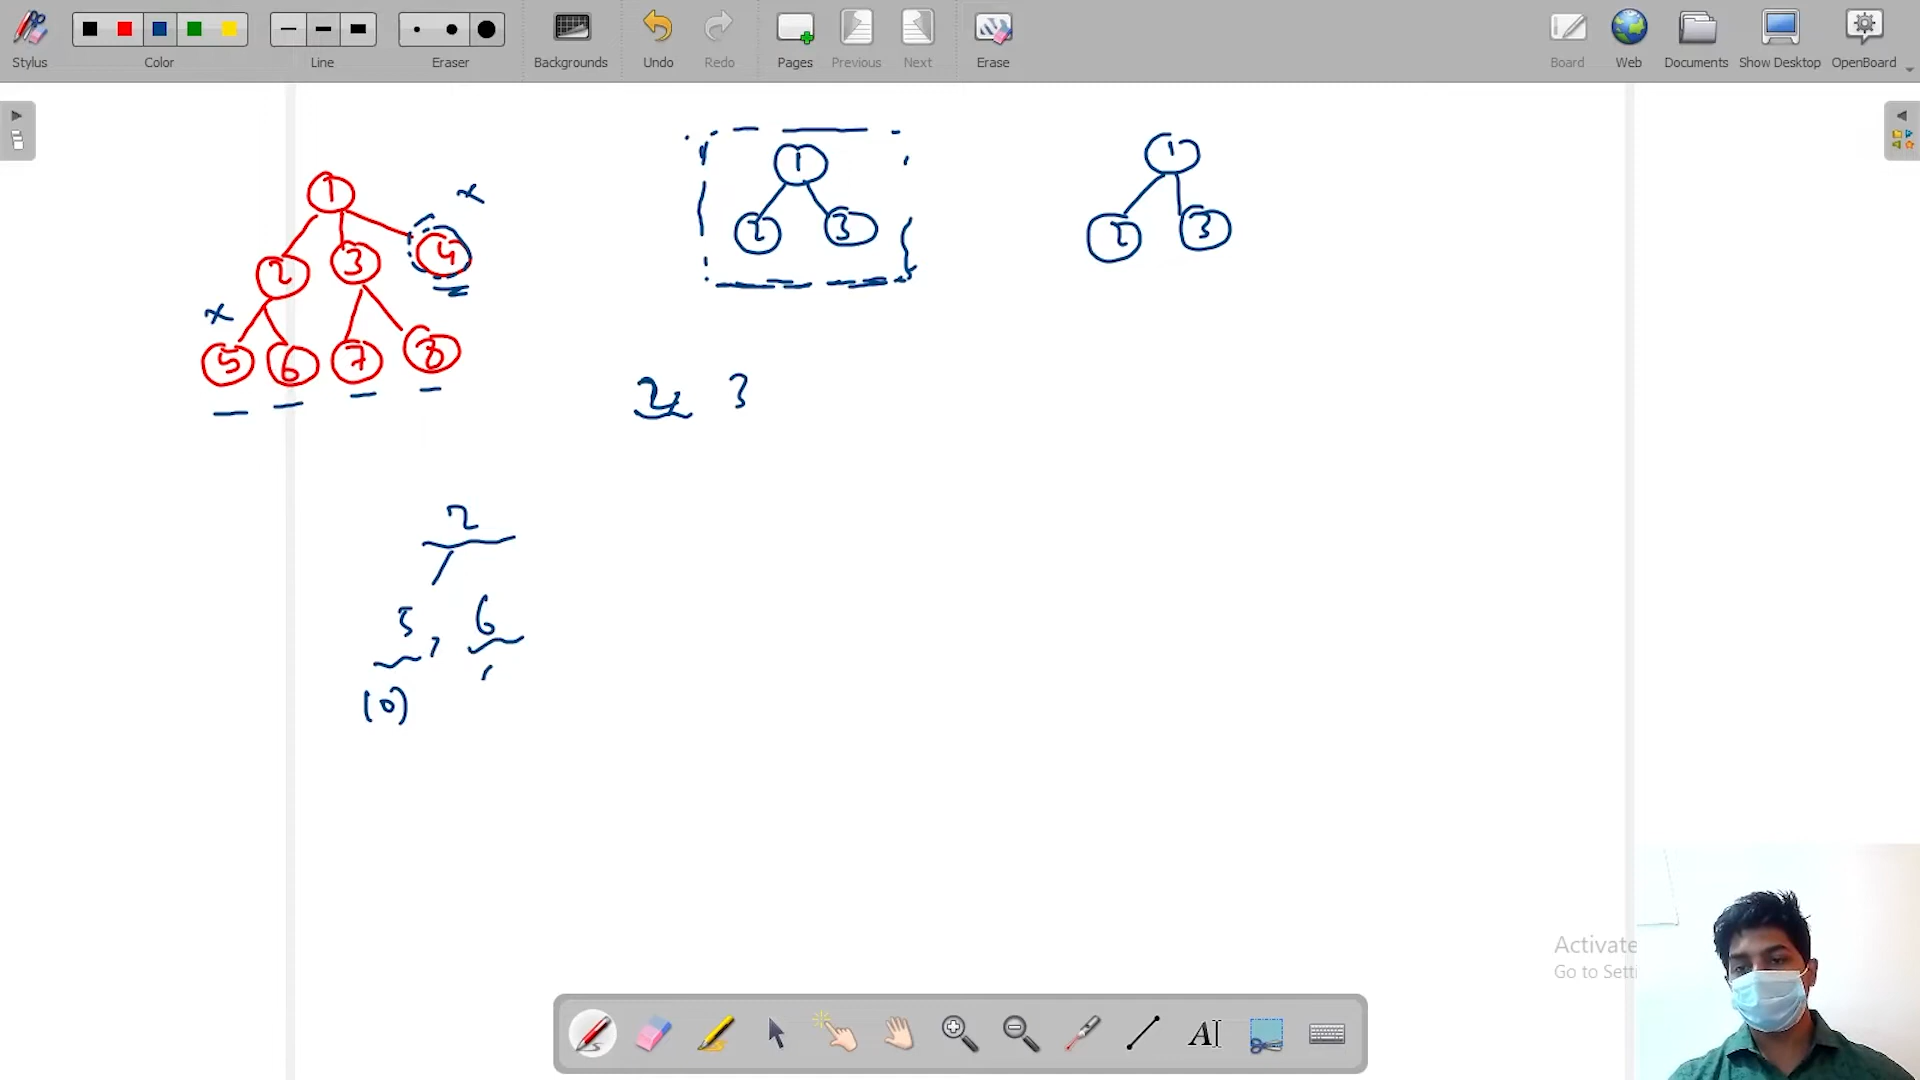 Stylus Color Line Eraser Backgrounds Undo Redo Pages Previous Next Erase Board Web Documents Show Desktop OpenBoard
1 x
2 3 4
x
5 6 7 8
1
2 3
1
2 3
2, 3
2
5, 6
(0)
Activate
Go to Setti
AI